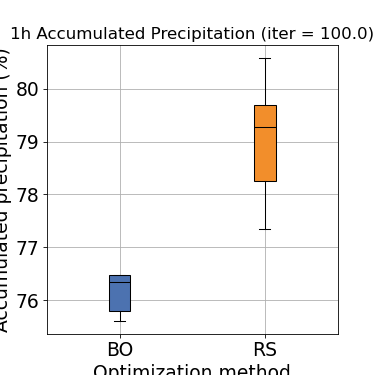 1h Accumulated Precipitation (iter = 100.0)
Accumulated precipitation (%)
80
79
78
77
76
BO RS
Optimization method